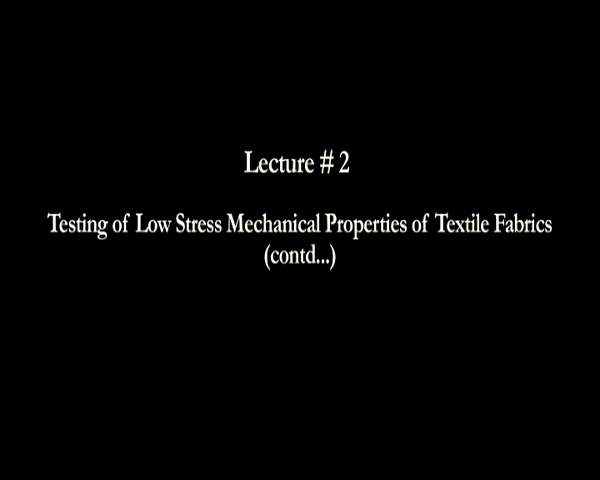 Lecture # 2
Testing of Low Stress Mechanical Properties of Textile Fabrics
(contd...)